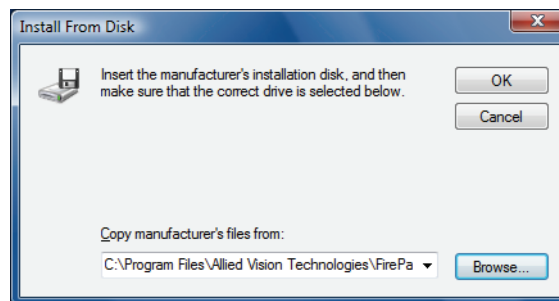 Install From Disk
Insert the manufacturer's installation disk, and then
make sure that the correct drive is selected below.
OK
Cancel
Copy manufacturer's files from:
C:\Program Files\Allied Vision Technologies\FirePa
Browse...